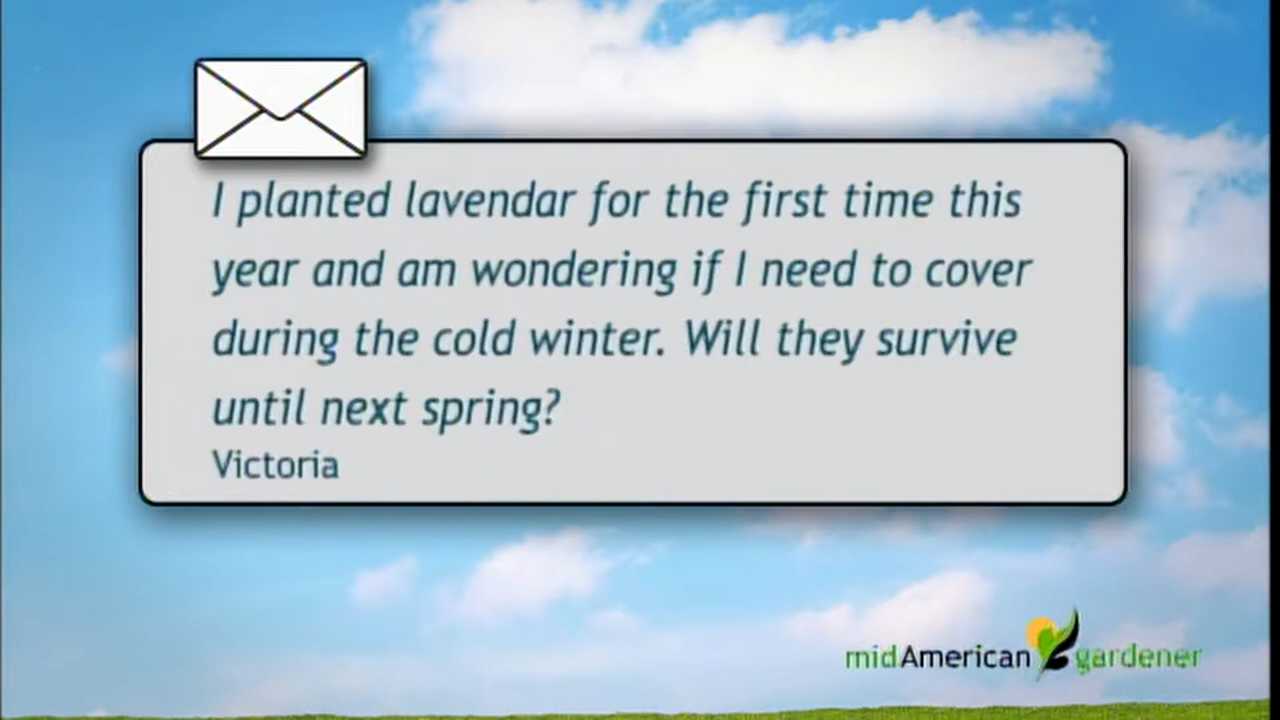 I planted lavendar for the first time this
year and am wondering if I need to cover
during the cold winter. Will they survive
until next spring?
Victoria
midAmerican gardener